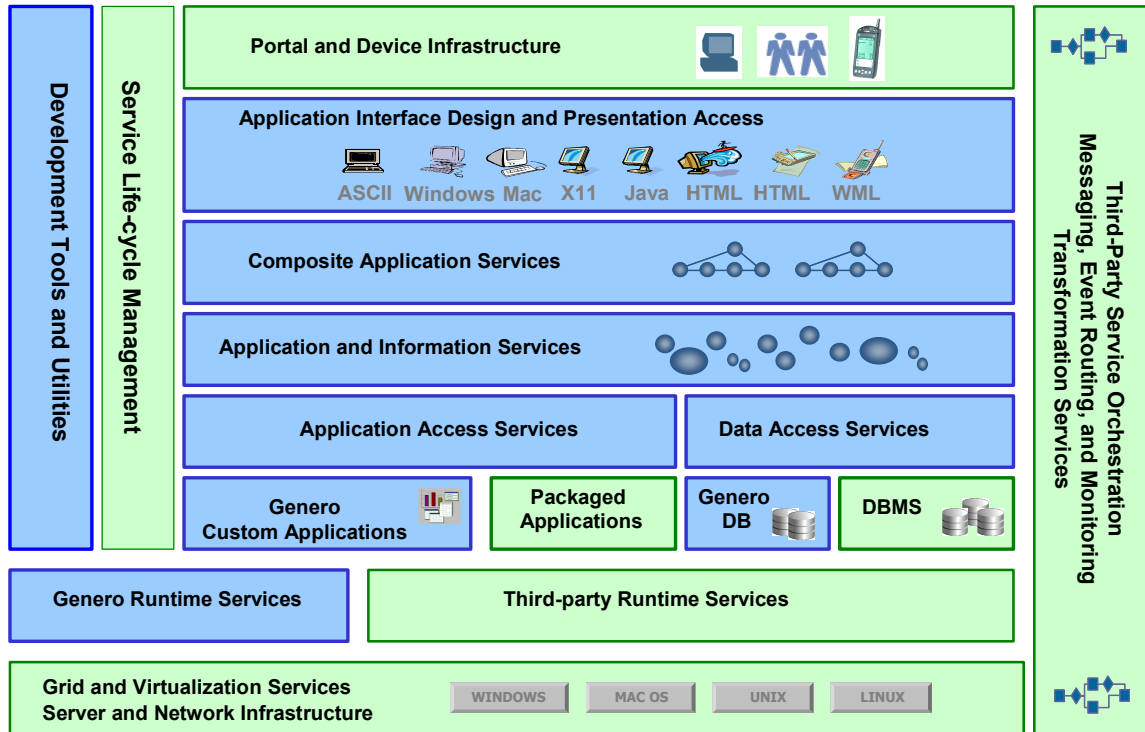 Development Tools and Utilities
Service Life-cycle Management
Portal and Device Infrastructure
Application Interface Design and Presentation Access
ASCII Windows Mac X11 Java HTML HTML WML
Composite Application Services
Application and Information Services
Application Access Services
Data Access Services
Genero
Custom Applications
Packaged
Applications
Genero
DB
DBMS
Genero Runtime Services
Third-party Runtime Services
Grid and Virtualization Services
Server and Network Infrastructure
WINDOWS MAC OS UNIX LINUX
Third-Party Service Orchestration
Messaging, Event Routing, and Monitoring
Transformation Services